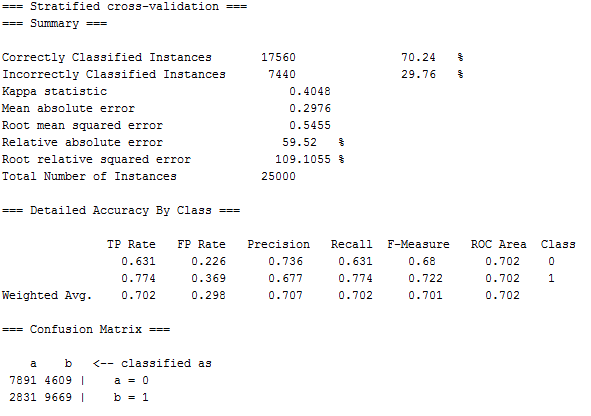 === Stratified cross-validation ===
=== Summary ===
Correctly Classified Instances 17560 70.24 %
Incorrectly Classified Instances 7440 29.76 %
Kappa statistic 0.4048
Mean absolute error 0.2976
Root mean squared error 0.5455
Relative absolute error 59.52 %
Root relative squared error 109.1055 %
Total Number of Instances 25000
=== Detailed Accuracy By Class ===
TP Rate FP Rate Precision Recall F-Measure ROC Area Class
0.631 0.226 0.736 0.631 0.68 0.702 0
0.774 0.369 0.677 0.774 0.722 0.702 1
Weighted Avg. 0.702 0.298 0.707 0.702 0.701 0.702
=== Confusion Matrix ===
a b <-- classified as
7891 4609 | a = 0
2831 9669 | b = 1